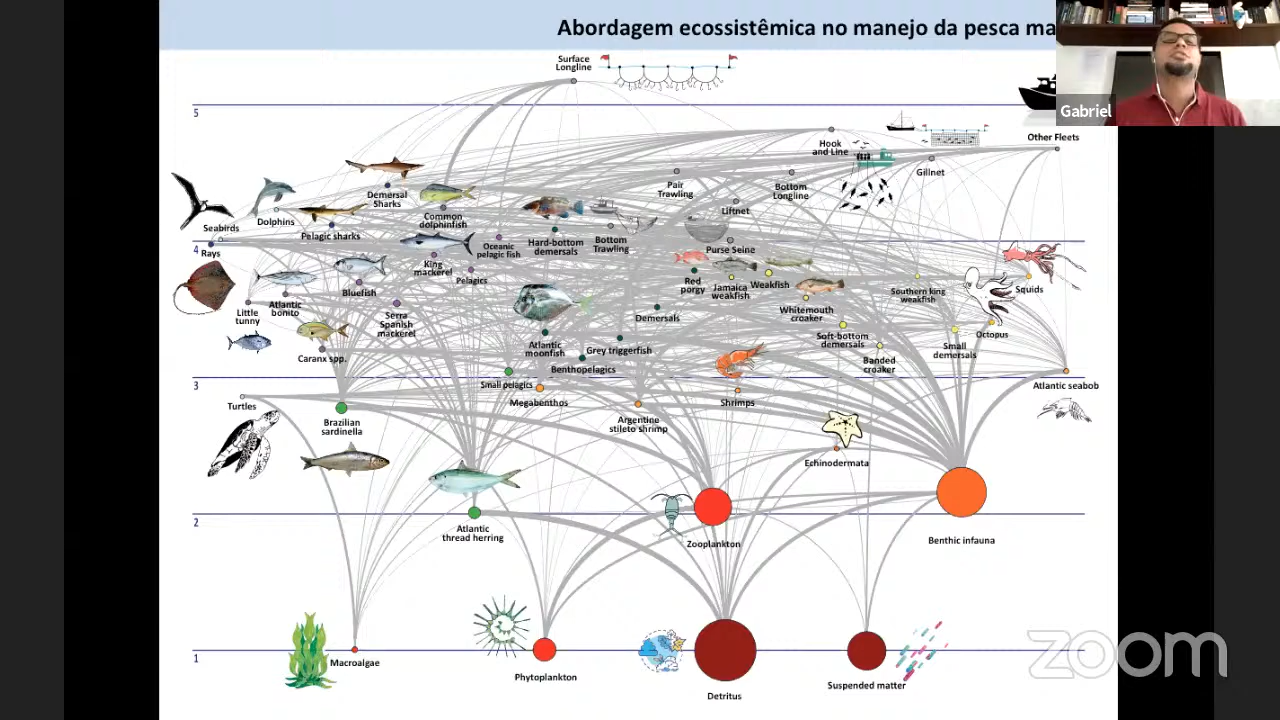 Abordagem ecossistêmica no manejo da pesca ma
Gabriel
Surface
Longline
5
Hook
and Line
Other Fleets
Gillnet
Pair
Trawling
Bottom
Longline
Demersal
Sharks
Liftnet
Common
dolphinfish
Dolphins
Seabirds
Pelagic sharks
Hard-bottom
demersals
Bottom
Trawling
Oceanic
pelagic fish
Purse Seine
4
Rays
King
mackerel
Pelagics
Red
porgy
Jamaica
weakfish
Weakfish
Southern king
weakfish
Squids
Bluefish
Atlantic
bonito
Little
tunny
Serra
Spanish
mackerel
Whitemouth
croaker
Demersals
Octopus
Soft-bottom
demersals
Small
demersals
Atlantic
moonfish
Grey triggerfish
Caranx spp.
Banded
croaker
Benthopelagics
3
Small pelagics
Atlantic seabob
Turtles
Megabenthos
Shrimps
Brazilian
sardinella
Argentine
stileto shrimp
Echinodermata
2
Atlantic
thread herring
Zooplankton
Benthic infauna
1
Macroalgae
Phytoplankton
Detritus
Suspended matter
zoom